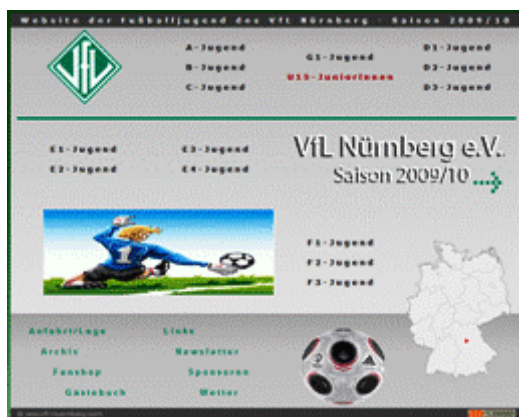 Website der Fußballjugend des VfL Nürnberg - Saison 2009/10
VfL
A-Jugend
B-Jugend
C-Jugend
G1-Jugend
U15-Juniorinnen
D1-Jugend
D2-Jugend
D3-Jugend
E1-Jugend
E2-Jugend
E3-Jugend
E4-Jugend
VfL Nürnberg e.V.
Saison 2009/10
1
F1-Jugend
F2-Jugend
F3-Jugend
Anfahrt/Lage
Archiv
Fanshop
Gästebuch
Links
Newsletter
Sponsoren
Wetter